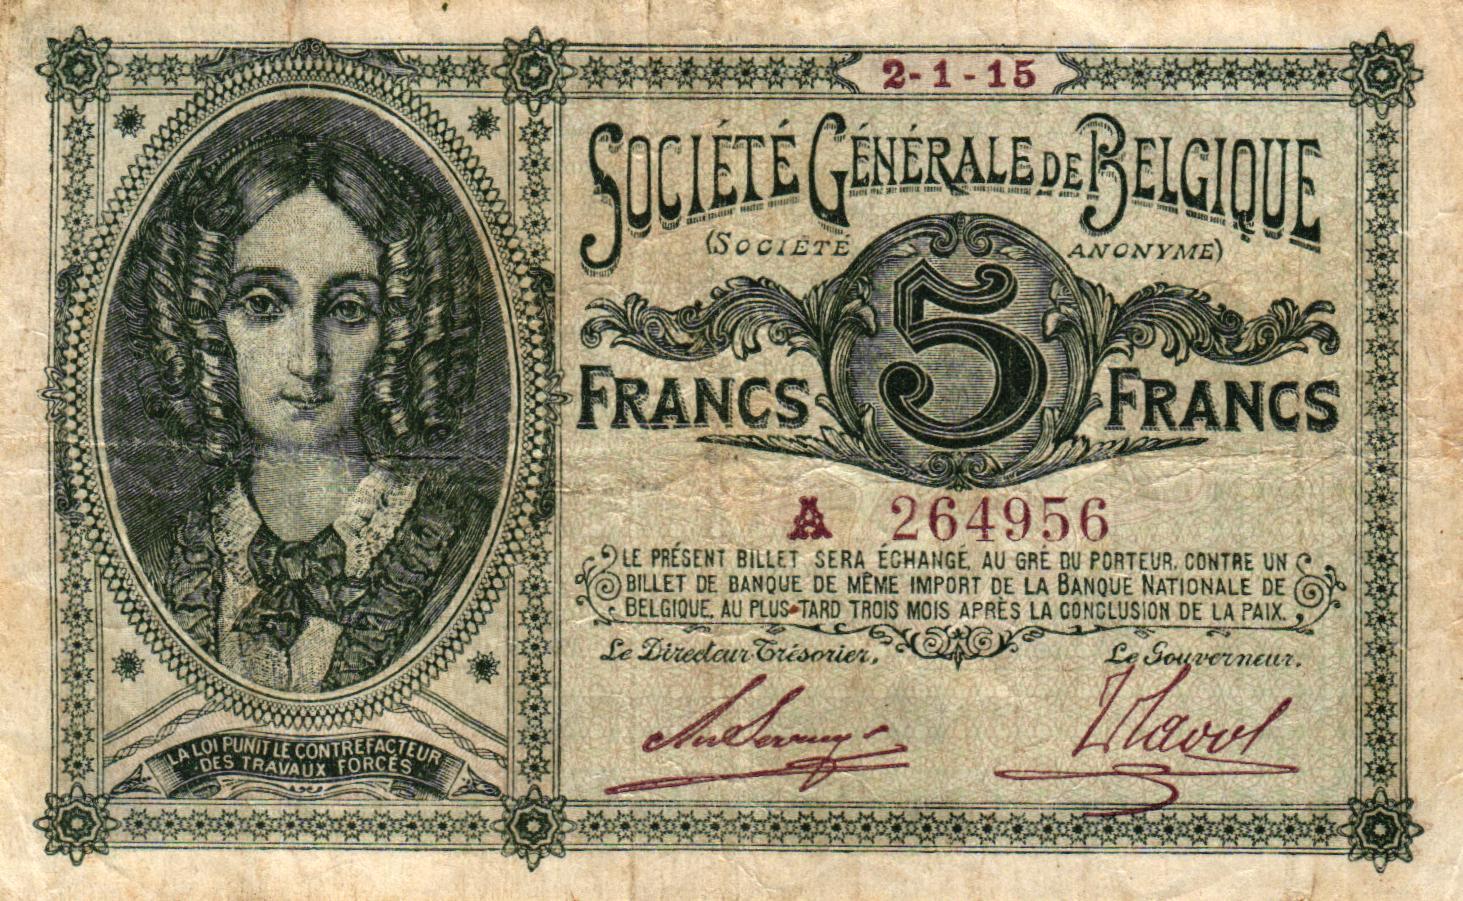 2-1-15
SOCIÉTÉ GÉNÉRALE DE BELGIQUE
(SOCIÉTÉ ANONYME)
5
FRANCS FRANCS
A 264956
LE PRÉSENT BILLET SERA ÉCHANGÉ, AU GRÉ DU PORTEUR, CONTRE UN
BILLET DE BANQUE DE MÊME IMPORT DE LA BANQUE NATIONALE DE
BELGIQUE, AU PLUS TARD TROIS MOIS APRÈS LA CONCLUSION DE LA PAIX.
Le Directeur Trésorier, Le Gouverneur.
LA LOI PUNIT LE CONTREFACTEUR
DES TRAVAUX FORCÉS